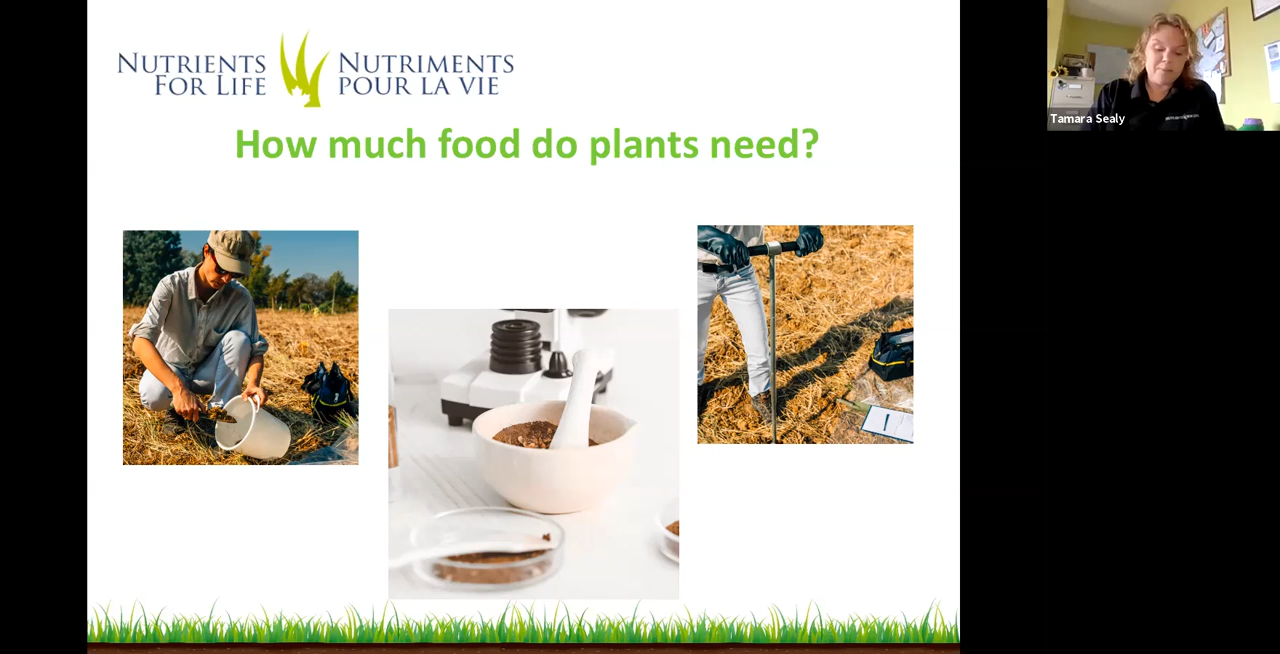 NUTRIENTS
FOR LIFE
NUTRIMENTS
POUR LA VIE
How much food do plants need?
Tamara Sealy